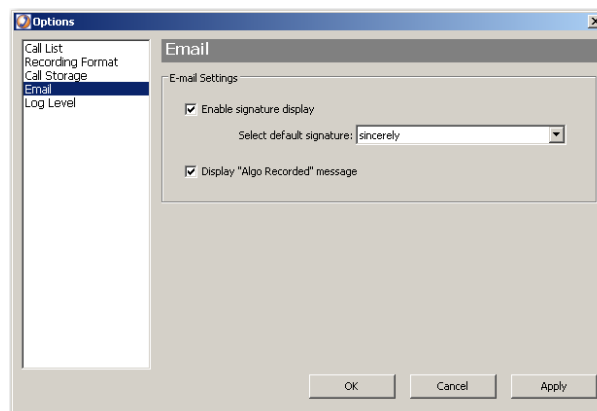 Options
Call List
Recording Format
Call Storage
Email
Log Level
Email
E-mail Settings
Enable signature display
Select default signature: sincerely
Display "Algo Recorded" message
OK
Cancel
Apply